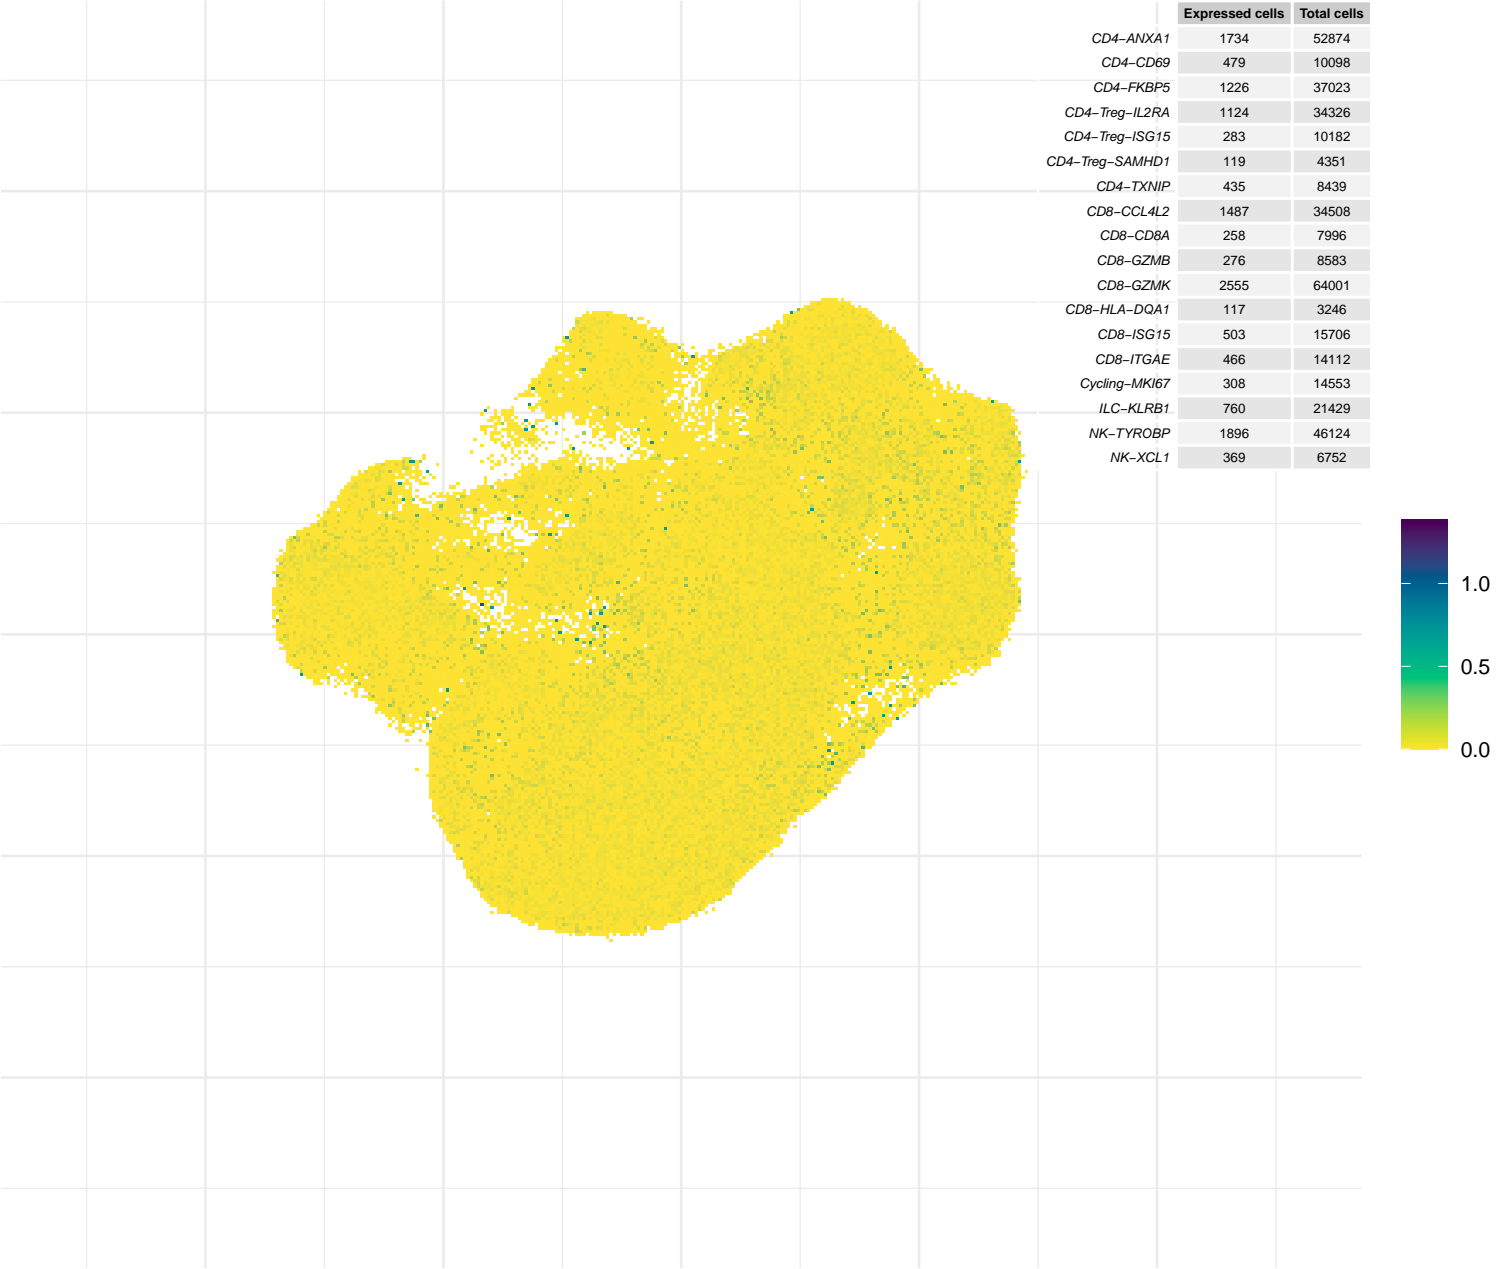 Expressed cells Total cells
CD4−ANXA1 1734 52874
CD4−CD69 479 10098
CD4−FKBP5 1226 37023
CD4−Treg−IL2RA 1124 34326
CD4−Treg−ISG15 283 10182
CD4−Treg−SAMHD1 119 4351
CD4−TXNIP 435 8439
CD8−CCL4L2 1487 34508
CD8−CD8A 258 7996
CD8−GZMB 276 8583
CD8−GZMK 2555 64001
CD8−HLA−DQA1 117 3246
CD8−ISG15 503 15706
CD8−ITGAE 466 14112
Cycling−MKI67 308 14553
ILC−KLRB1 760 21429
NK−TYROBP 1896 46124
NK−XCL1 369 6752
1.0
0.5
0.0